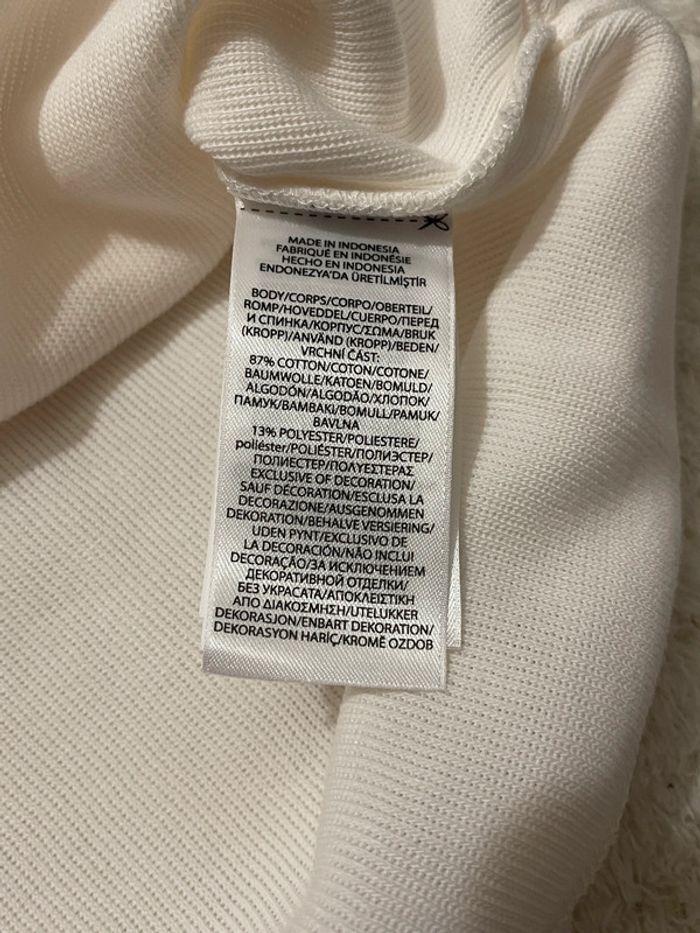 MADE IN INDONESIA
FABRIQUÉ EN INDONÉSIE
HECHO EN INDONESIA
ENDONEZYA'DA ÜRETİLMİŞTİR
BODY/CORPS/CORPO/OBERTEIL/
ROMP/HOVEDDEL/CUERPO/ПЕРЕД
И СПИНКА/КОРПУС/ΣΩΜΑ/BRUK
(KROPP)/ANVÄND (KROPP)/BEDEN/
VRCHNÍ ČÁST:
87% COTTON/COTON/COTONE/
BAUMWOLLE/KATOEN/BOMULD/
ALGODÓN/ALGODÃO/ХЛОПОК/
ПАМУК/ΒΑΜΒΑΚΙ/BOMULL/PAMUK/
BAVLNA
13% POLYESTER/POLIESTERE/
poliéster/POLIÉSTER/ПОЛИЭСТЕР/
ПОЛИЕСТЕР/ΠΟΛΥΕΣΤΕΡΑΣ
EXCLUSIVE OF DECORATION/
SAUF DÉCORATION/ESCLUSA LA
DECORAZIONE/AUSGENOMMEN
DEKORATION/BEHALVE VERSIERING/
UDEN PYNT/EXCLUSIVO DE
LA DECORACIÓN/NÃO INCLUI
DECORAÇÃO/ЗА ИСКЛЮЧЕНИЕМ
ДЕКОРАТИВНОЙ ОТДЕЛКИ/
БЕЗ УКРАСАТА/ΑΠΟΚΛΕΙΣΤΙΚΗ
ΑΠΟ ΔΙΑΚΟΣΜΗΣΗ/UTELUKKER
DEKORASJON/ENBART DEKORATION/
DEKORASYON HARİÇ/KROMĚ OZDOB